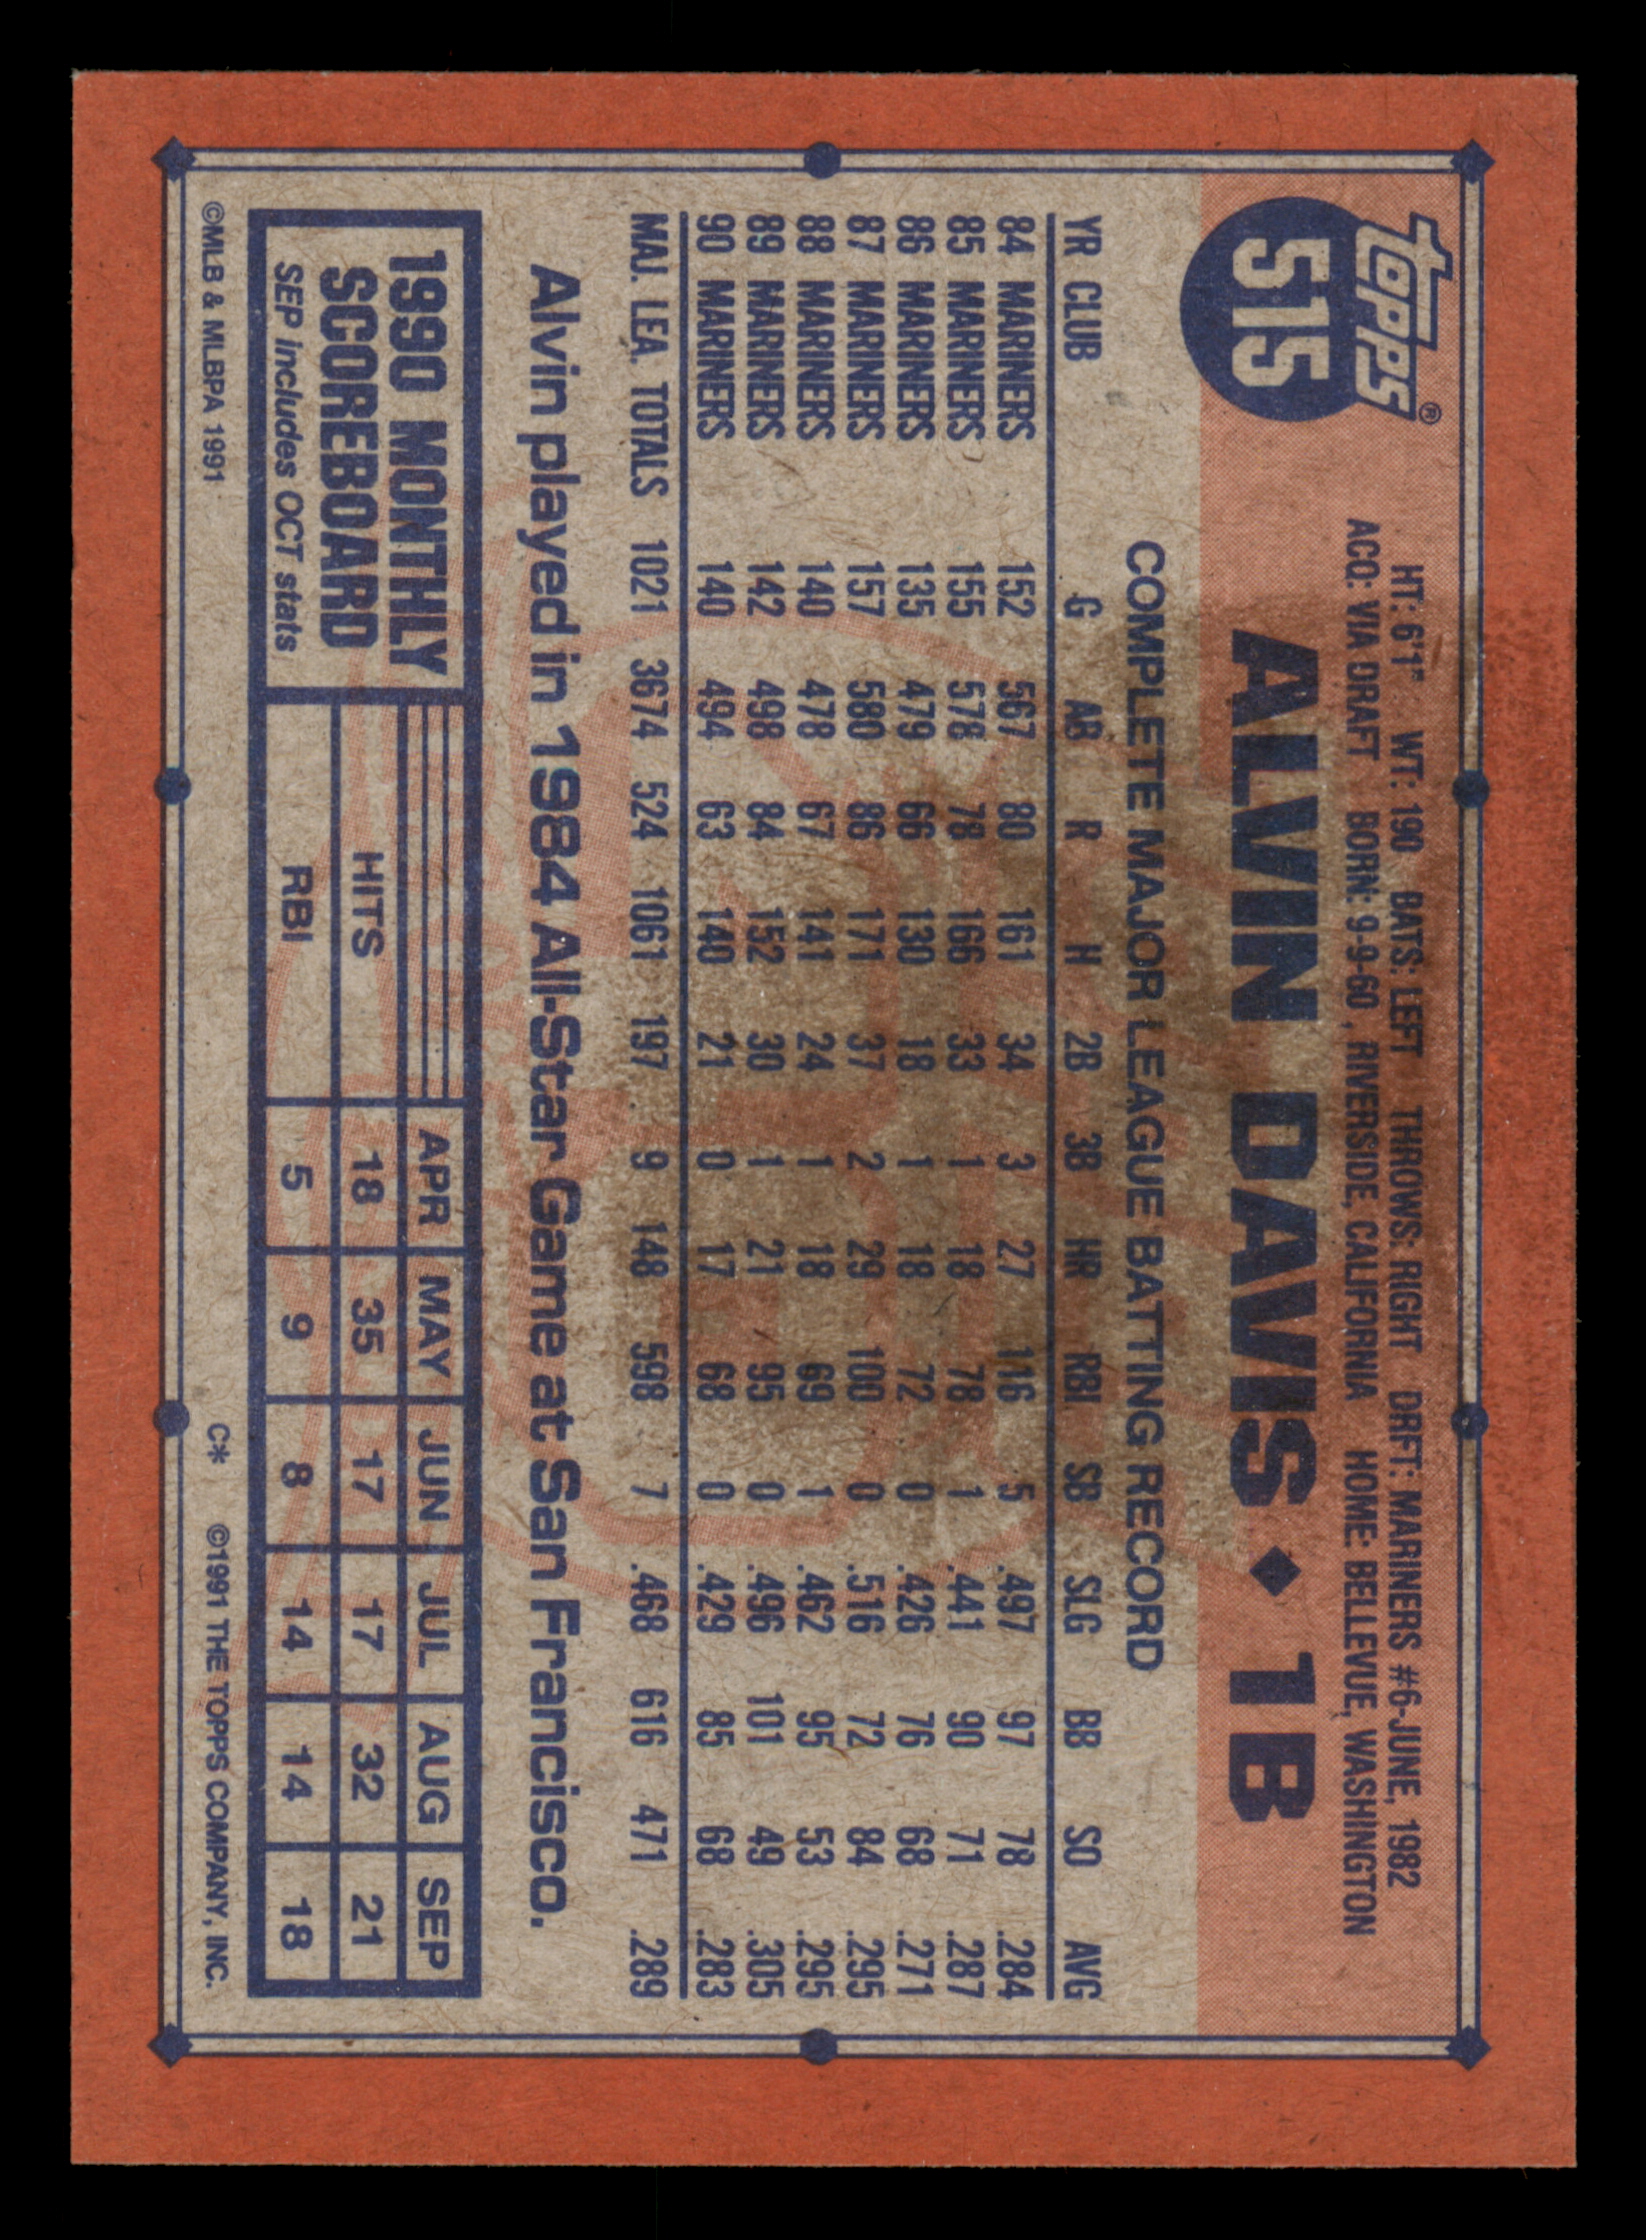 topps®
515
HT: 6'1" WT: 190 BATS: LEFT THROWS: RIGHT DRFT: MARINERS #6-JUNE, 1982
ACQ: VIA DRAFT BORN: 9-9-60, RIVERSIDE, CALIFORNIA HOME: BELLEVUE, WASHINGTON
ALVIN DAVIS ◆ 1B
COMPLETE MAJOR LEAGUE BATTING RECORD
YR CLUB G AB R H 2B 3B HR RBI SB SLG BB SO AVG
84 MARINERS 152 567 80 161 34 3 27 116 5 .497 97 78 .284
85 MARINERS 155 578 78 166 33 1 18 78 1 .441 90 71 .287
86 MARINERS 135 479 66 130 18 1 18 72 0 .426 76 68 .271
87 MARINERS 157 580 86 171 37 2 29 100 0 .516 72 84 .295
88 MARINERS 140 478 67 141 24 1 18 69 1 .462 95 53 .295
89 MARINERS 142 498 84 152 30 1 21 95 0 .496 101 49 .305
90 MARINERS 140 494 63 140 21 0 17 68 0 .429 85 68 .283
MAJ. LEA. TOTALS 1021 3674 524 1061 197 9 148 598 7 .468 616 471 .289
Alvin played in 1984 All-Star Game at San Francisco.
1990 MONTHLY
SCOREBOARD
SEP includes OCT stats
APR MAY JUN JUL AUG SEP
HITS 18 35 17 17 32 21
RBI 5 9 8 14 14 18
©MLB & MLBPA 1991 C* ©1991 THE TOPPS COMPANY, INC.